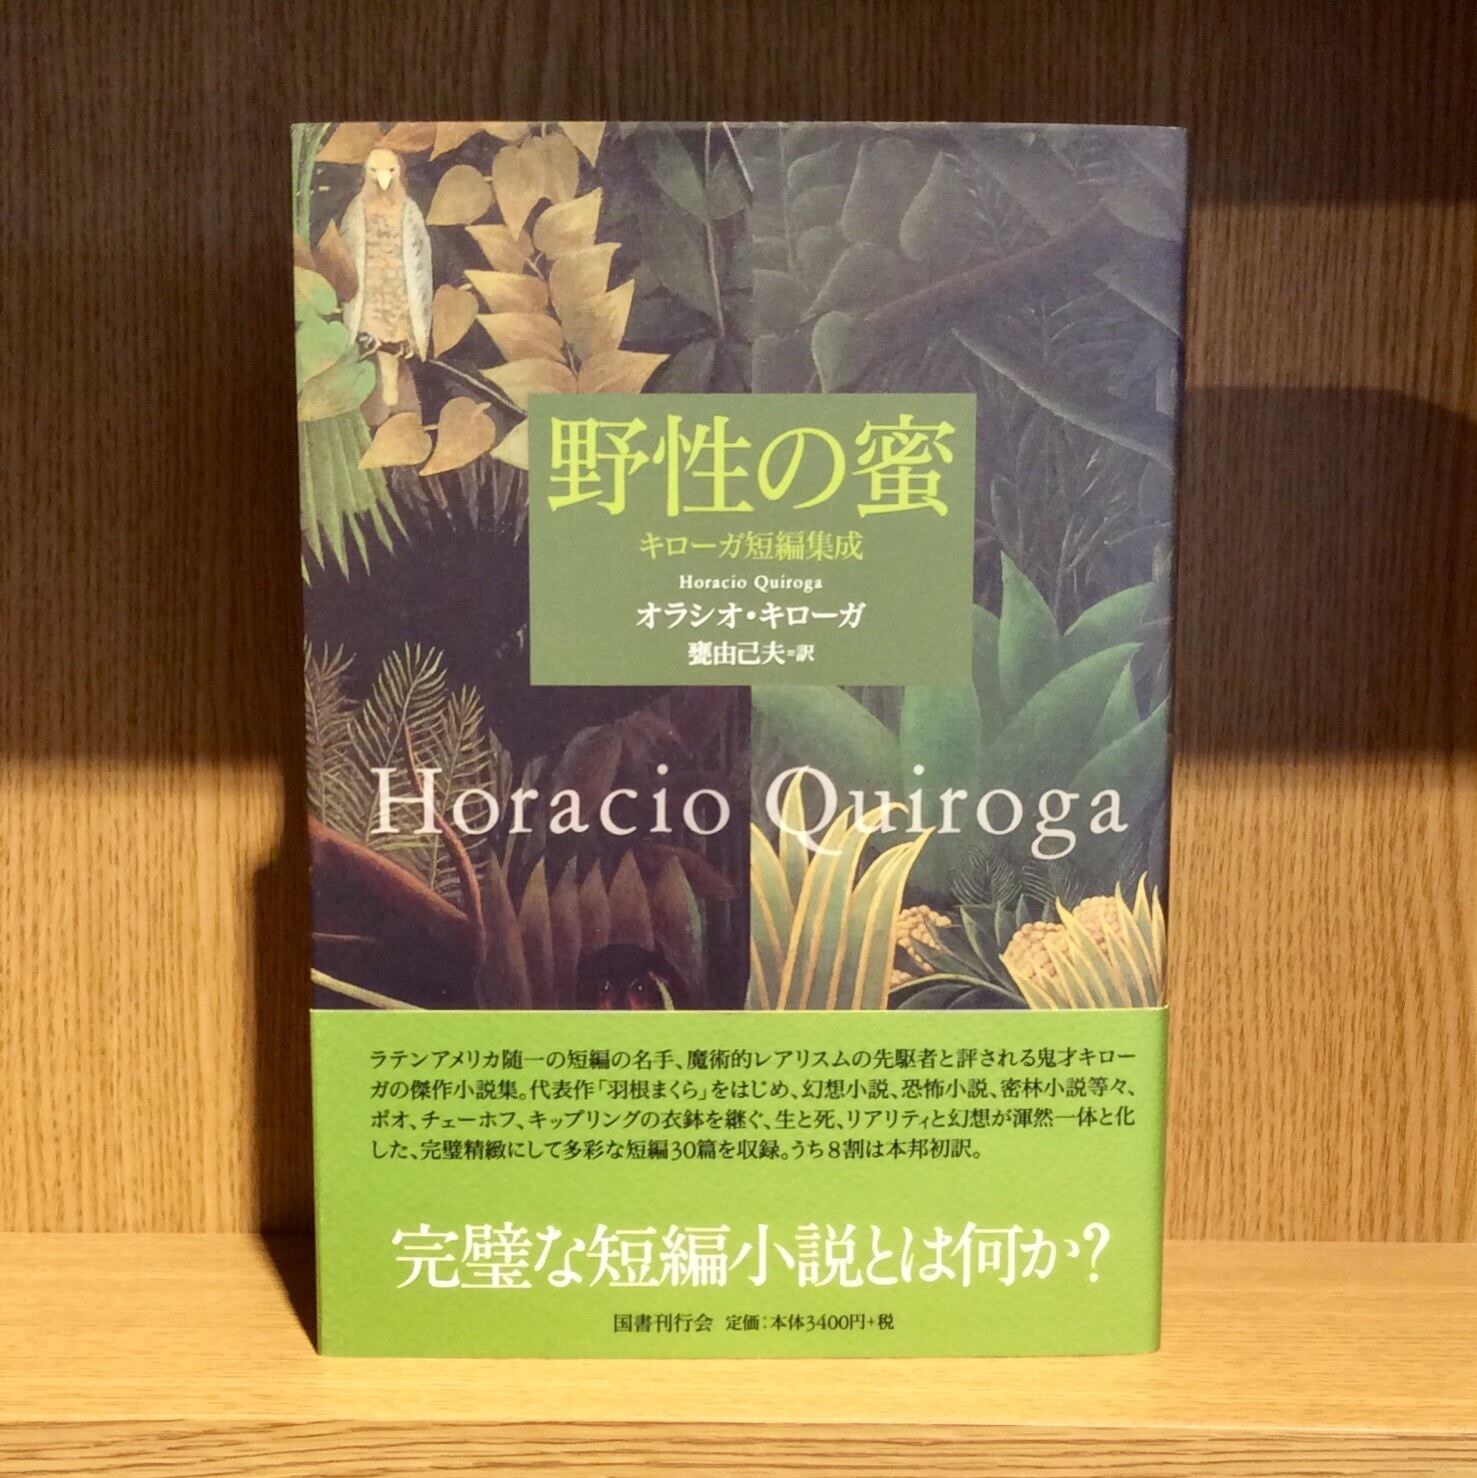 野性の蜜
キローガ短編集成
Horacio Quiroga
オラシオ・キローガ
甕由己夫=訳
Horacio Quiroga
ラテンアメリカ随一の短編の名手、魔術的レアリスムの先駆者と評される鬼才キロー
ガの傑作小説集。代表作「羽根まくら」をはじめ、幻想小説、恐怖小説、密林小説等々、
ポオ、チェーホフ、キップリングの衣鉢を継ぐ、生と死、リアリティと幻想が渾然一体と化
した、完璧精緻にして多彩な短編30篇を収録。うち8割は本邦初訳。
完璧な短編小説とは何か?
国書刊行会 定価:本体3400円+税